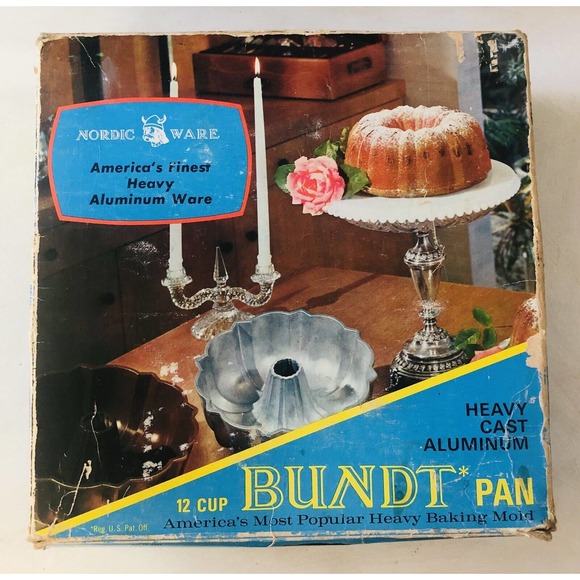 NORDIC WARE
America's Finest
Heavy
Aluminum Ware
HEAVY
CAST
ALUMINUM
12 CUP BUNDT* PAN
America's Most Popular Heavy Baking Mold
*Reg. U.S. Pat. Off.